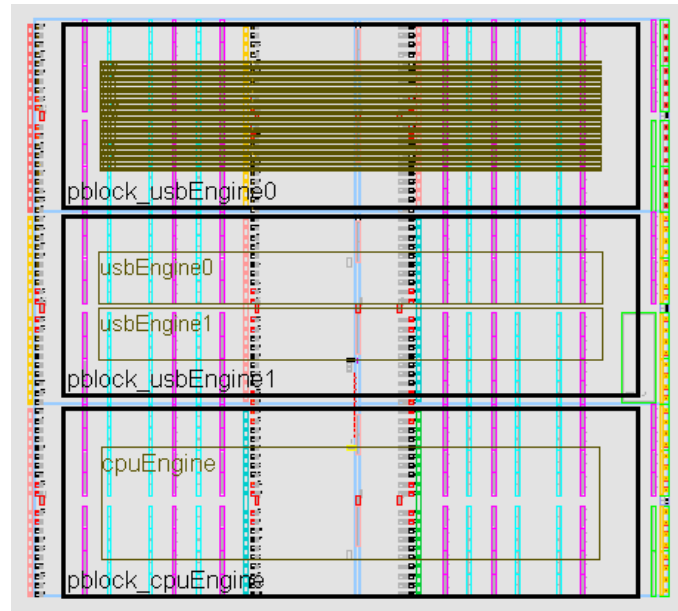 pblock_usbEngine0
usbEngine0
usbEngine1
pblock_usbEngine1
cpuEngine
pblock_cpuEngine